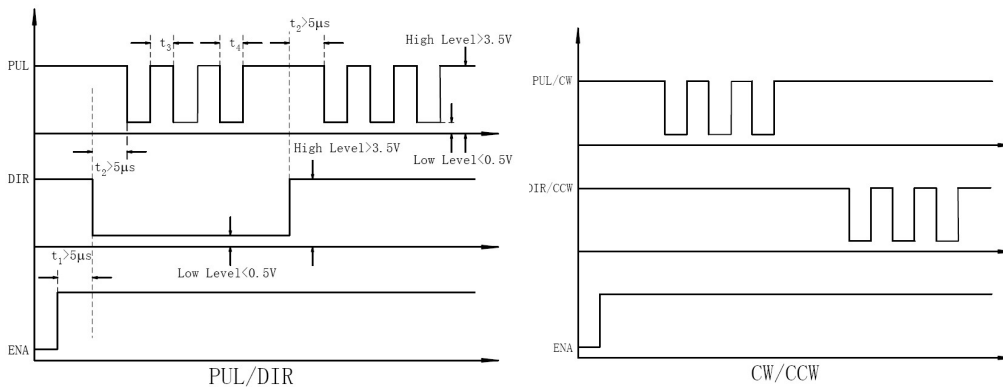 t₂>5μs
t₃
t₄
High Level>3.5V
PUL
t₂>5μs
High Level>3.5V
Low Level<0.5V
DIR
t₁>5μs
Low Level<0.5V
ENA
PUL/DIR
PUL/CW
DIR/CCW
ENA
CW/CCW